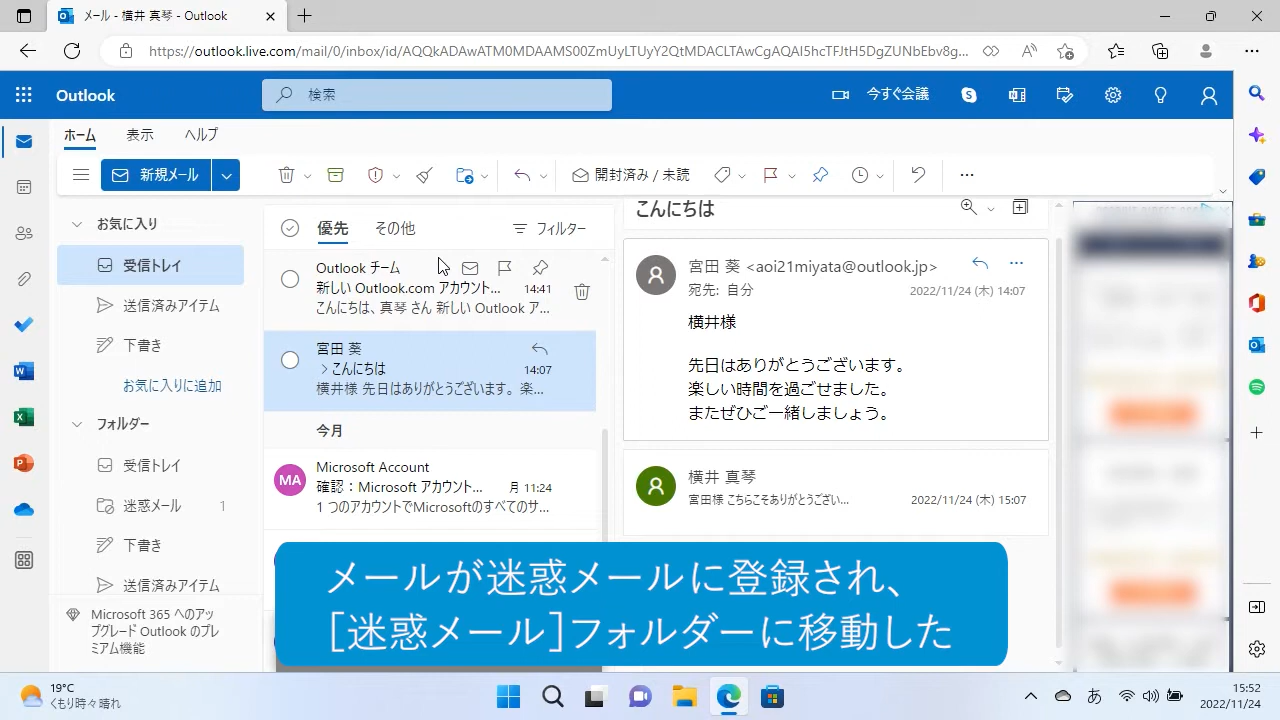 メール - 横井 真琴 - Outlook
https://outlook.live.com/mail/0/inbox/id/AQQkADAwATM0MDAAMS00ZmUyLTUyY2QtMDACLTAwCgAQAI5hcTFJtH5DgZUNbEbv8g...
Outlook
検索
今すぐ会議
ホーム 表示 ヘルプ
新規メール
開封済み / 未読
お気に入り
受信トレイ
送信済みアイテム
下書き
お気に入りに追加
フォルダー
受信トレイ
迷惑メール 1
下書き
送信済みアイテム
Microsoft 365 へのアッ
プグレード Outlook のプレ
ミアム機能
優先 その他 フィルター
Outlook チーム
新しい Outlook.com アカウント... 14:41
こんにちは、真琴 さん 新しい Outlook ア...
宮田 葵
こんにちは 14:07
横井様 先日はありがとうございます。 楽...
今月
MA
Microsoft Account
確認：Microsoft アカウント... 月 11:24
1 つのアカウントでMicrosoftのすべてのサ...
こんにちは
宮田 葵 <aoi21miyata@outlook.jp>
宛先: 自分
2022/11/24 (木) 14:07
横井様
先日はありがとうございます。
楽しい時間を過ごせました。
またぜひご一緒しましょう。
横井 真琴
宮田様 こちらこそありがとうござい... 2022/11/24 (木) 15:07
メールが迷惑メールに登録され、
[迷惑メール]フォルダーに移動した
19°C
くもり時々晴れ
あ
15:52
2022/11/24